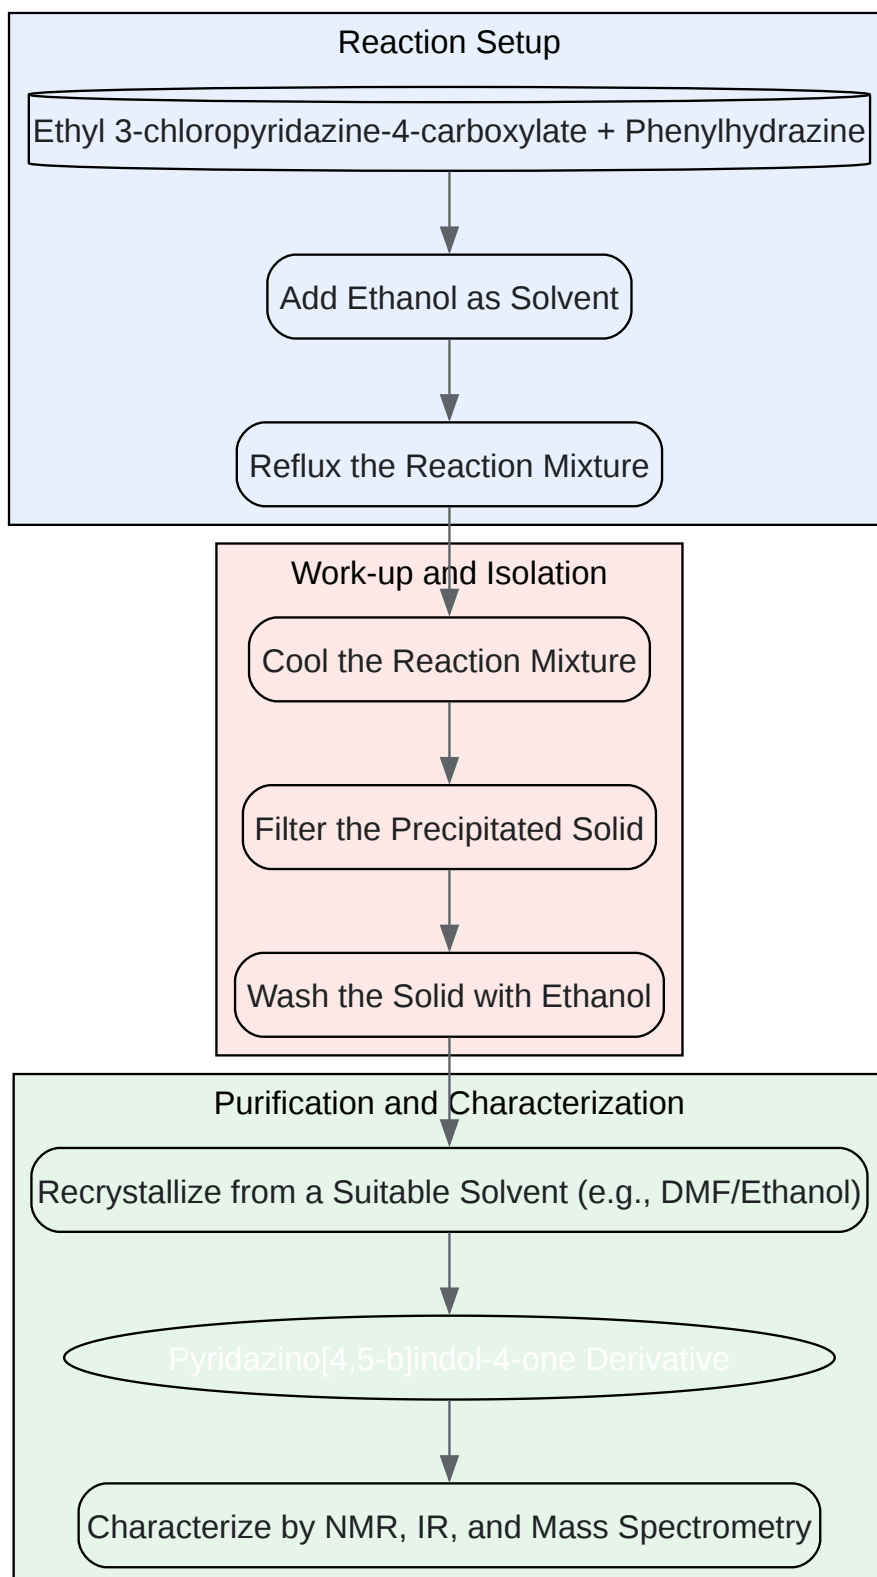 Reaction Setup
Ethyl 3-chloropyridazine-4-carboxylate + Phenylhydrazine
Add Ethanol as Solvent
Reflux the Reaction Mixture
Work-up and Isolation
Cool the Reaction Mixture
Filter the Precipitated Solid
Wash the Solid with Ethanol
Purification and Characterization
Recrystallize from a Suitable Solvent (e.g., DMF/Ethanol)
Pyridazino[4,5-b]indol-4-one Derivative
Characterize by NMR, IR, and Mass Spectrometry